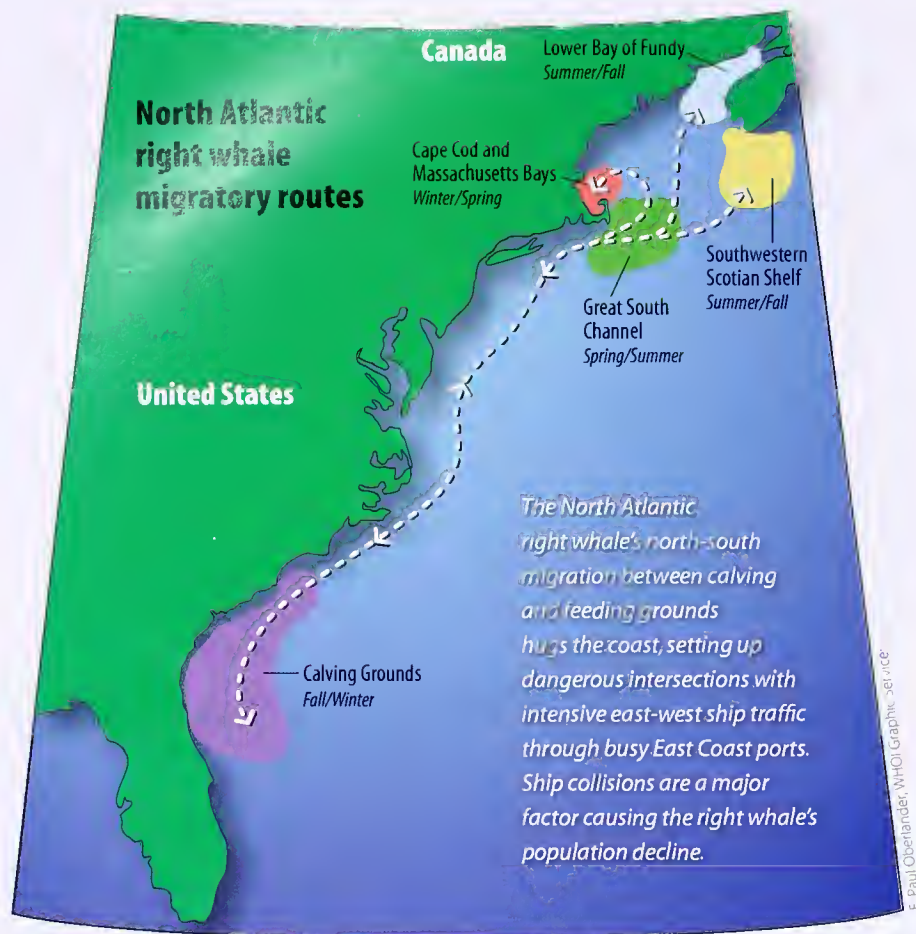 Canada
Lower Bay of Fundy
Summer/Fall
North Atlantic
right whale
migratory routes
Cape Cod and
Massachusetts Bays
Winter/Spring
Southwestern
Scotian Shelf
Summer/Fall
Great South
Channel
Spring/Summer
United States
The North Atlantic
right whale's north-south
migration between calving
and feeding grounds
hugs the coast, setting up
dangerous intersections with
intensive east-west ship traffic
through busy East Coast ports.
Ship collisions are a major
factor causing the right whale's
population decline.
Calving Grounds
Fall/Winter
E. Paul Oberlander, WHOI Graphic Service